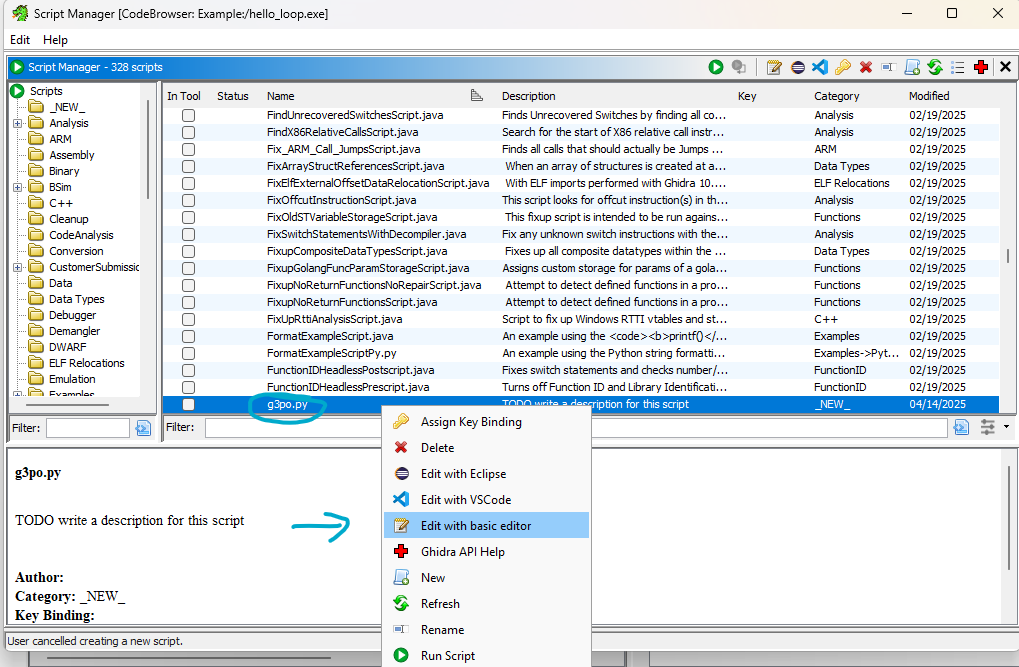 Script Manager [CodeBrowser: Example:/hello_loop.exe]
Edit Help
Script Manager - 328 scripts
Scripts
_NEW_
Analysis
ARM
Assembly
Binary
BSim
C++
Cleanup
CodeAnalysis
Conversion
CustomerSubmissic
Data
Data Types
Debugger
Demangler
DWARF
ELF Relocations
Emulation
Examples
Filter:
In Tool Status Name Description Key Category Modified
FindUnrecoveredSwitchesScript.java Finds Unrecovered Switches by finding all co... Analysis 02/19/2025
FindX86RelativeCallsScript.java Search for the start of X86 relative call instr... Analysis 02/19/2025
Fix_ARM_Call_JumpsScript.java Finds all calls that should actually be Jumps ... ARM 02/19/2025
FixArrayStructReferencesScript.java When an array of structures is created at a... Data Types 02/19/2025
FixElfExternalOffsetDataRelocationScript.java With ELF imports performed with Ghidra 10.... ELF Relocations 02/19/2025
FixOffcutInstructionScript.java This script looks for offcut instruction(s) in th... Analysis 02/19/2025
FixOldSTVariableStorageScript.java This fixup script is intended to be run agains... Functions 02/19/2025
FixSwitchStatementsWithDecompiler.java Fix any unknown switch instructions with the... Analysis 02/19/2025
FixupCompositeDataTypesScript.java Fixes up all composite datatypes within the ... Data Types 02/19/2025
FixupGolangFuncParamStorageScript.java Assigns custom storage for params of a gola... Functions 02/19/2025
FixupNoReturnFunctionsNoRepairScript.java Attempt to detect defined functions in a pro... Functions 02/19/2025
FixupNoReturnFunctionsScript.java Attempt to detect defined functions in a pro... Functions 02/19/2025
FixUpRttiAnalysisScript.java Script to fix up Windows RTTI vtables and st... C++ 02/19/2025
FormatExampleScript.java An example using the <code><b>printf()</... Examples 02/19/2025
FormatExampleScriptPy.py An example using the Python string formatti... Examples->Pyt... 02/19/2025
FunctionIDHeadlessPostscript.java Fixes switch statements and checks number/... FunctionID 02/19/2025
FunctionIDHeadlessPrescript.java Turns off Function ID and Library Identificati... FunctionID 02/19/2025
g3po.py TODO write a description for this script _NEW_ 04/14/2025
Filter:
g3po.py
TODO write a description for this script
Author:
Category: _NEW_
Key Binding:
Assign Key Binding
Delete
Edit with Eclipse
Edit with VSCode
Edit with basic editor
Ghidra API Help
New
Refresh
Rename
Run Script
User cancelled creating a new script.